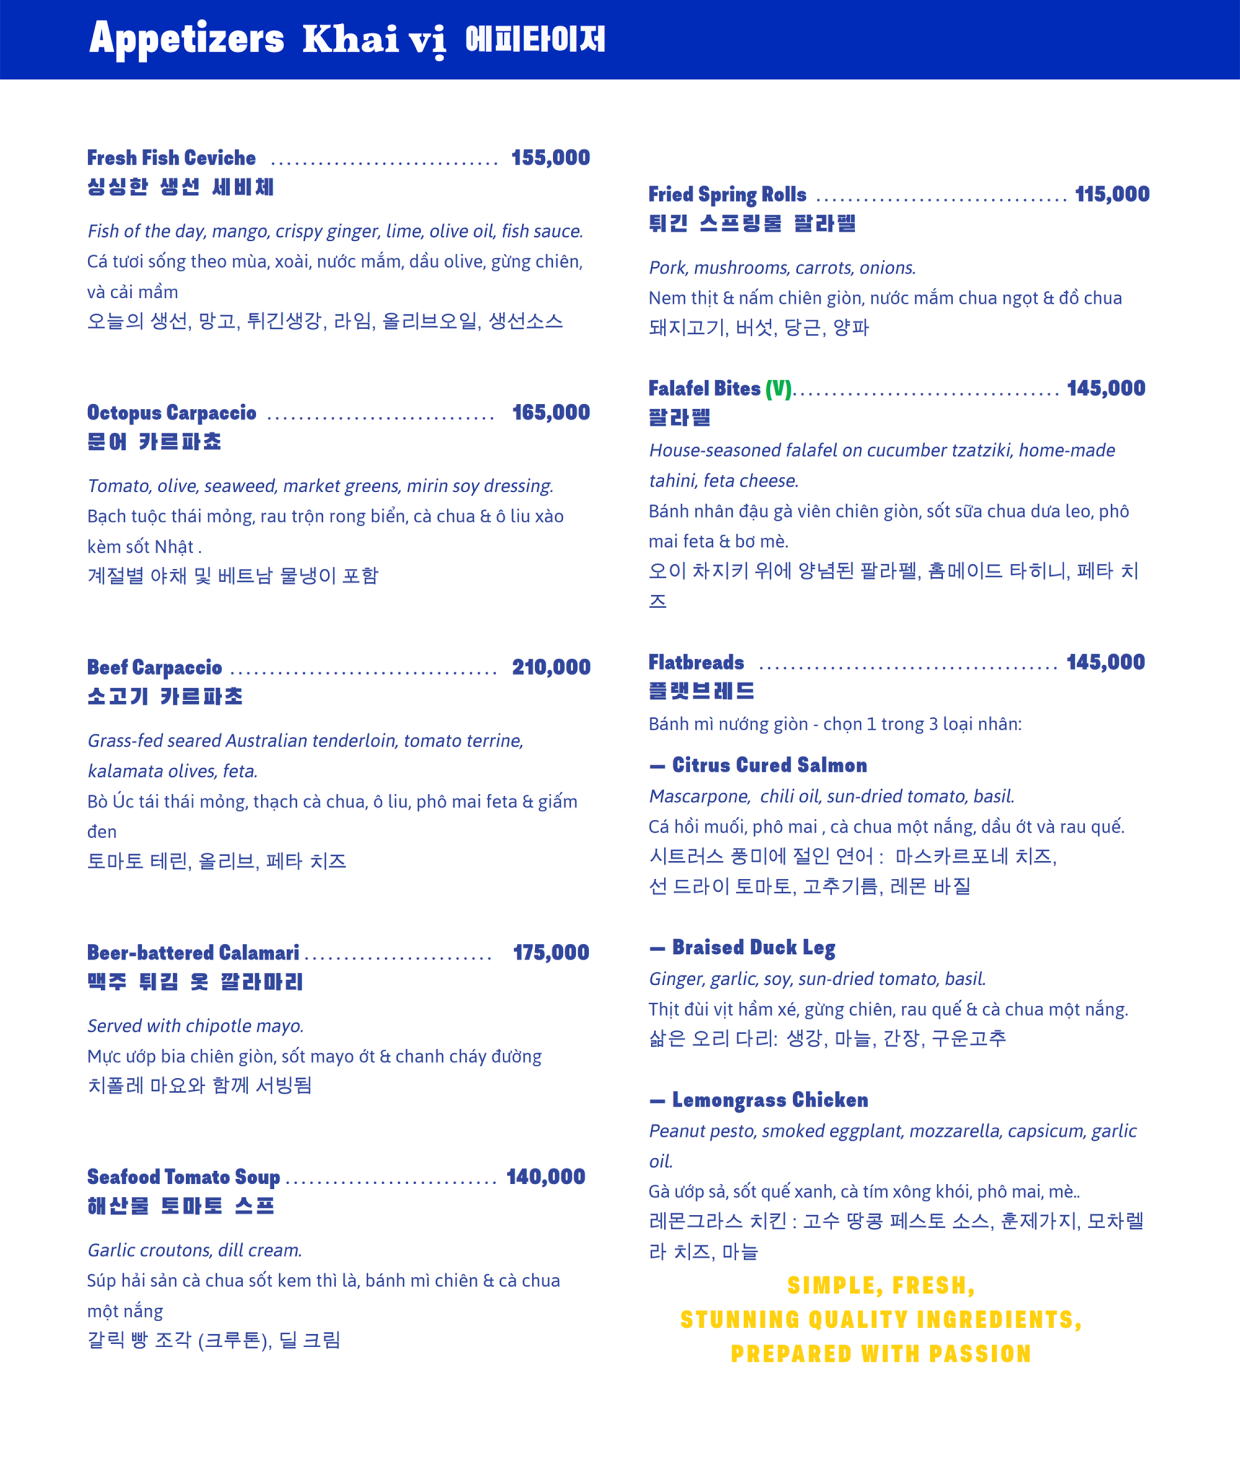 Appetizers Khai vị 에피타이저
Fresh Fish Ceviche ............................. 155,000
싱싱한 생선 세비체
Fish of the day, mango, crispy ginger, lime, olive oil, fish sauce.
Cá tươi sống theo mùa, xoài, nước mắm, dầu olive, gừng chiên,
và cải mầm
오늘의 생선, 망고, 튀긴생강, 라임, 올리브오일, 생선소스
Octopus Carpaccio ............................. 165,000
문어 카르파쵸
Tomato, olive, seaweed, market greens, mirin soy dressing.
Bạch tuộc thái mỏng, rau trộn rong biển, cà chua & ô liu xào
kèm sốt Nhật .
계절별 야채 및 베트남 물냉이 포함
Beef Carpaccio .................................. 210,000
소고기 카르파초
Grass-fed seared Australian tenderloin, tomato terrine,
kalamata olives, feta.
Bò Úc tái thái mỏng, thạch cà chua, ô liu, phô mai feta & giấm
đen
토마토 테린, 올리브, 페타 치즈
Beer-battered Calamari ........................ 175,000
맥주 튀김 옷 깔라마리
Served with chipotle mayo.
Mực ướp bia chiên giòn, sốt mayo ớt & chanh cháy đường
치폴레 마요와 함께 서빙됨
Seafood Tomato Soup ........................... 140,000
해산물 토마토 스프
Garlic croutons, dill cream.
Súp hải sản cà chua sốt kem thì là, bánh mì chiên & cà chua
một nắng
갈릭 빵 조각 (크루톤), 딜 크림
Fried Spring Rolls ................................ 115,000
튀긴 스프링롤 팔라펠
Pork, mushrooms, carrots, onions.
Nem thịt & nấm chiên giòn, nước mắm chua ngọt & đồ chua
돼지고기, 버섯, 당근, 양파
Falafel Bites (V).................................. 145,000
팔라펠
House-seasoned falafel on cucumber tzatziki, home-made
tahini, feta cheese.
Bánh nhân đậu gà viên chiên giòn, sốt sữa chua dưa leo, phô
mai feta & bơ mè.
오이 차지키 위에 양념된 팔라펠, 홈메이드 타히니, 페타 치
즈
Flatbreads ...................................... 145,000
플랫브레드
Bánh mì nướng giòn - chọn 1 trong 3 loại nhân:
— Citrus Cured Salmon
Mascarpone, chili oil, sun-dried tomato, basil.
Cá hồi muối, phô mai , cà chua một nắng, dầu ớt và rau quế.
시트러스 풍미에 절인 연어 : 마스카르포네 치즈,
선 드라이 토마토, 고추기름, 레몬 바질
— Braised Duck Leg
Ginger, garlic, soy, sun-dried tomato, basil.
Thịt đùi vịt hầm xé, gừng chiên, rau quế & cà chua một nắng.
삶은 오리 다리: 생강, 마늘, 간장, 구운고추
— Lemongrass Chicken
Peanut pesto, smoked eggplant, mozzarella, capsicum, garlic
oil.
Gà ướp sả, sốt quế xanh, cà tím xông khói, phô mai, mè..
레몬그라스 치킨 : 고수 땅콩 페스토 소스, 훈제가지, 모차렐
라 치즈, 마늘
SIMPLE, FRESH,
STUNNING QUALITY INGREDIENTS,
PREPARED WITH PASSION